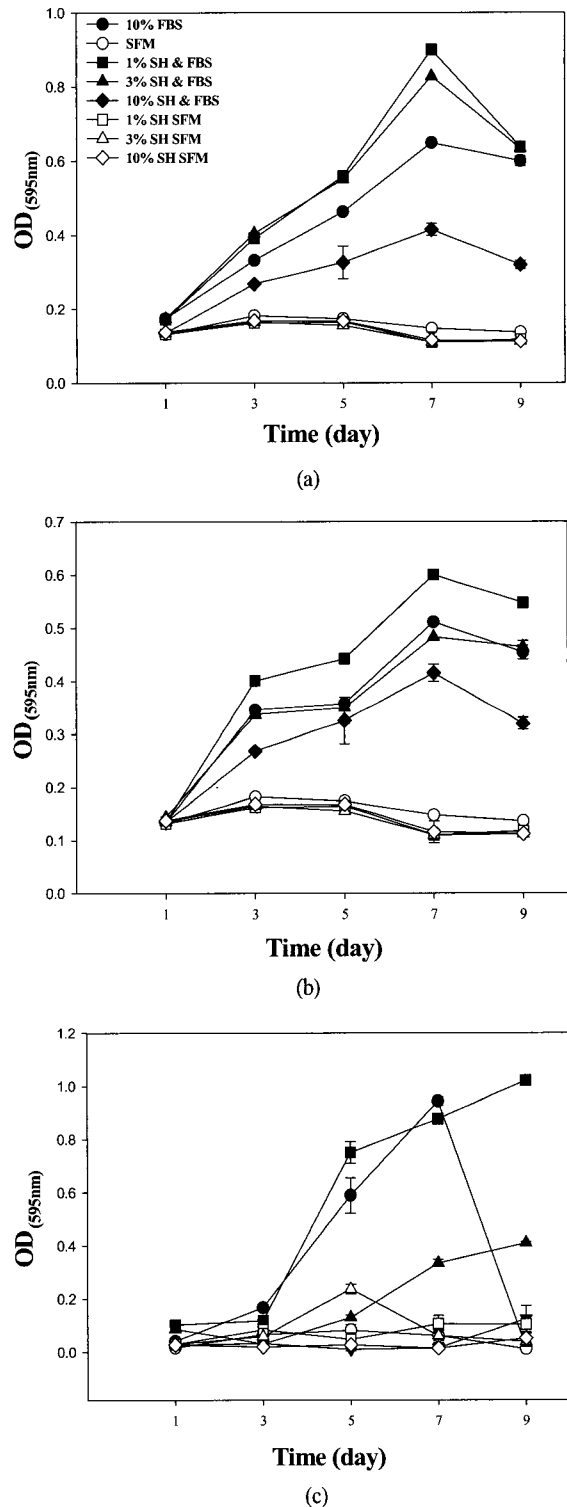 1.0
0.8
0.6
0.4
0.2
0.0
OD(595nm)
10% FBS
SFM
1% SH & FBS
3% SH & FBS
10% SH & FBS
1% SH SFM
3% SH SFM
10% SH SFM
1 3 5 7 9
Time (day)
(a)
0.7
0.6
0.5
0.4
0.3
0.2
0.1
0.0
OD(595nm)
1 3 5 7 9
Time (day)
(b)
1.2
1.0
0.8
0.6
0.4
0.2
0.0
OD(595nm)
1 3 5 7 9
Time (day)
(c)